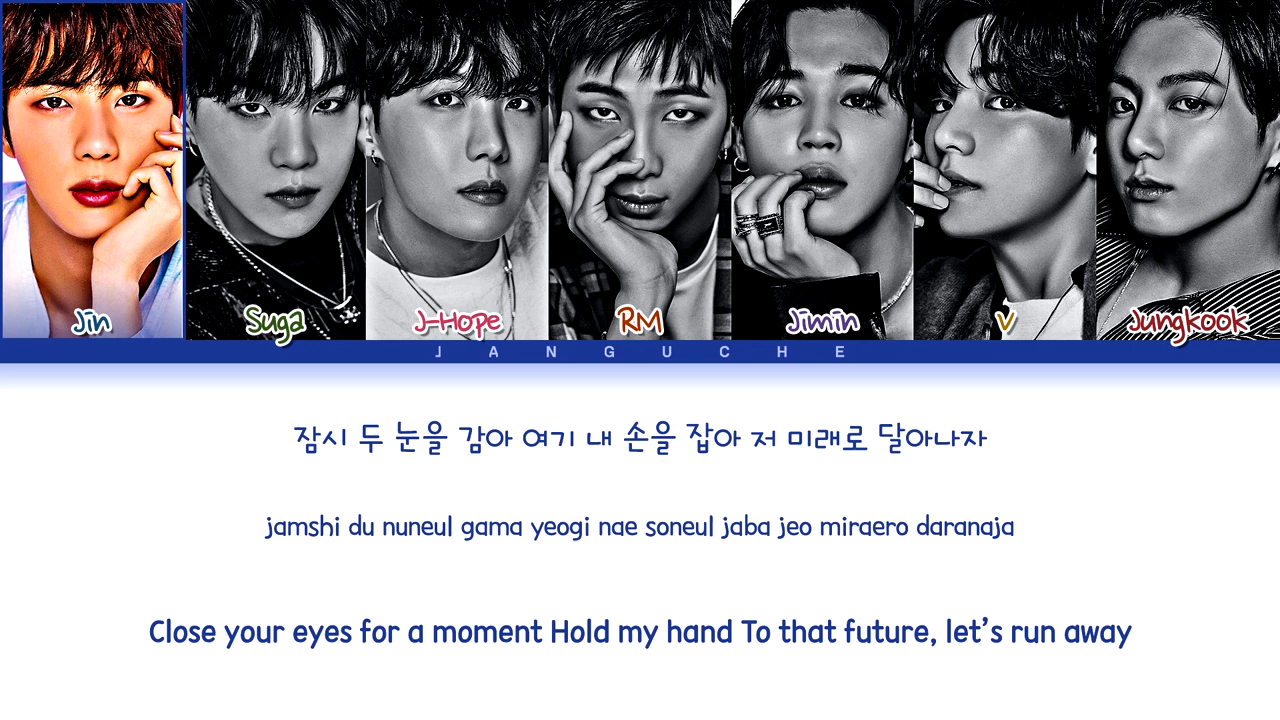 Jin Suga J-Hope RM Jimin V Jungkook
JANGUCHE
잠시 두 눈을 감아 여기 내 손을 잡아 저 미래로 달아나자
jamshi du nuneul gama yeogi nae soneul jaba jeo miraero daranaja
Close your eyes for a moment Hold my hand To that future, let’s run away